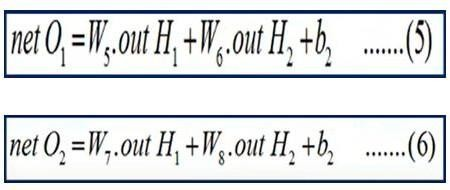 net O₁ =W₅.out H₁ +W₆.out H₂ +b₂ .......(5)
net O₂ =W₇.out H₁ +W₈.out H₂ +b₂ .......(6)